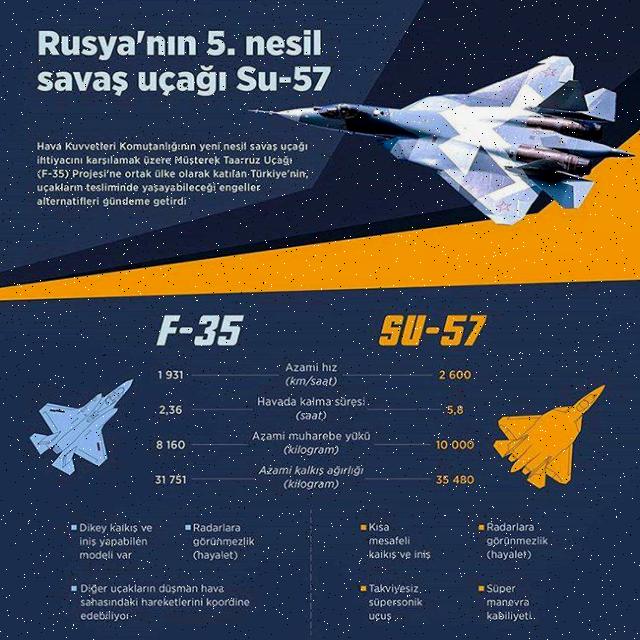 Rusya'nın 5. nesil
savaş uçağı Su-57
Hava Kuvvetleri Komutanlığının yeni nesil savaş uçağı
ihtiyacını karşılamak üzere Müşterek Taarruz Uçağı
(F-35) Projesi'ne ortak ülke olarak katılan Türkiye'nin,
uçakların tesliminde yaşayabileceği engeller
alternatifleri gündeme getirdi
F-35 SU-57
1 931 Azami hız (km/saat) 2 600
2,36 Havada kalma süresi (saat) 5,8
8 160 Azami muharebe yükü (kilogram) 10 000
31 751 Azami kalkış ağırlığı (kilogram) 35 480
Dikey kalkış ve
iniş yapabilen
modeli var
Radarlara
görünmezlik
(hayalet)
Diğer uçakların düşman hava
sahasındaki hareketlerini koordine
edebiliyor
Kısa
mesafeli
kalkış ve iniş
Radarlara
görünmezlik
(hayalet)
Takviyesiz
süpersonik
uçuş
Süper
manevra
kabiliyeti